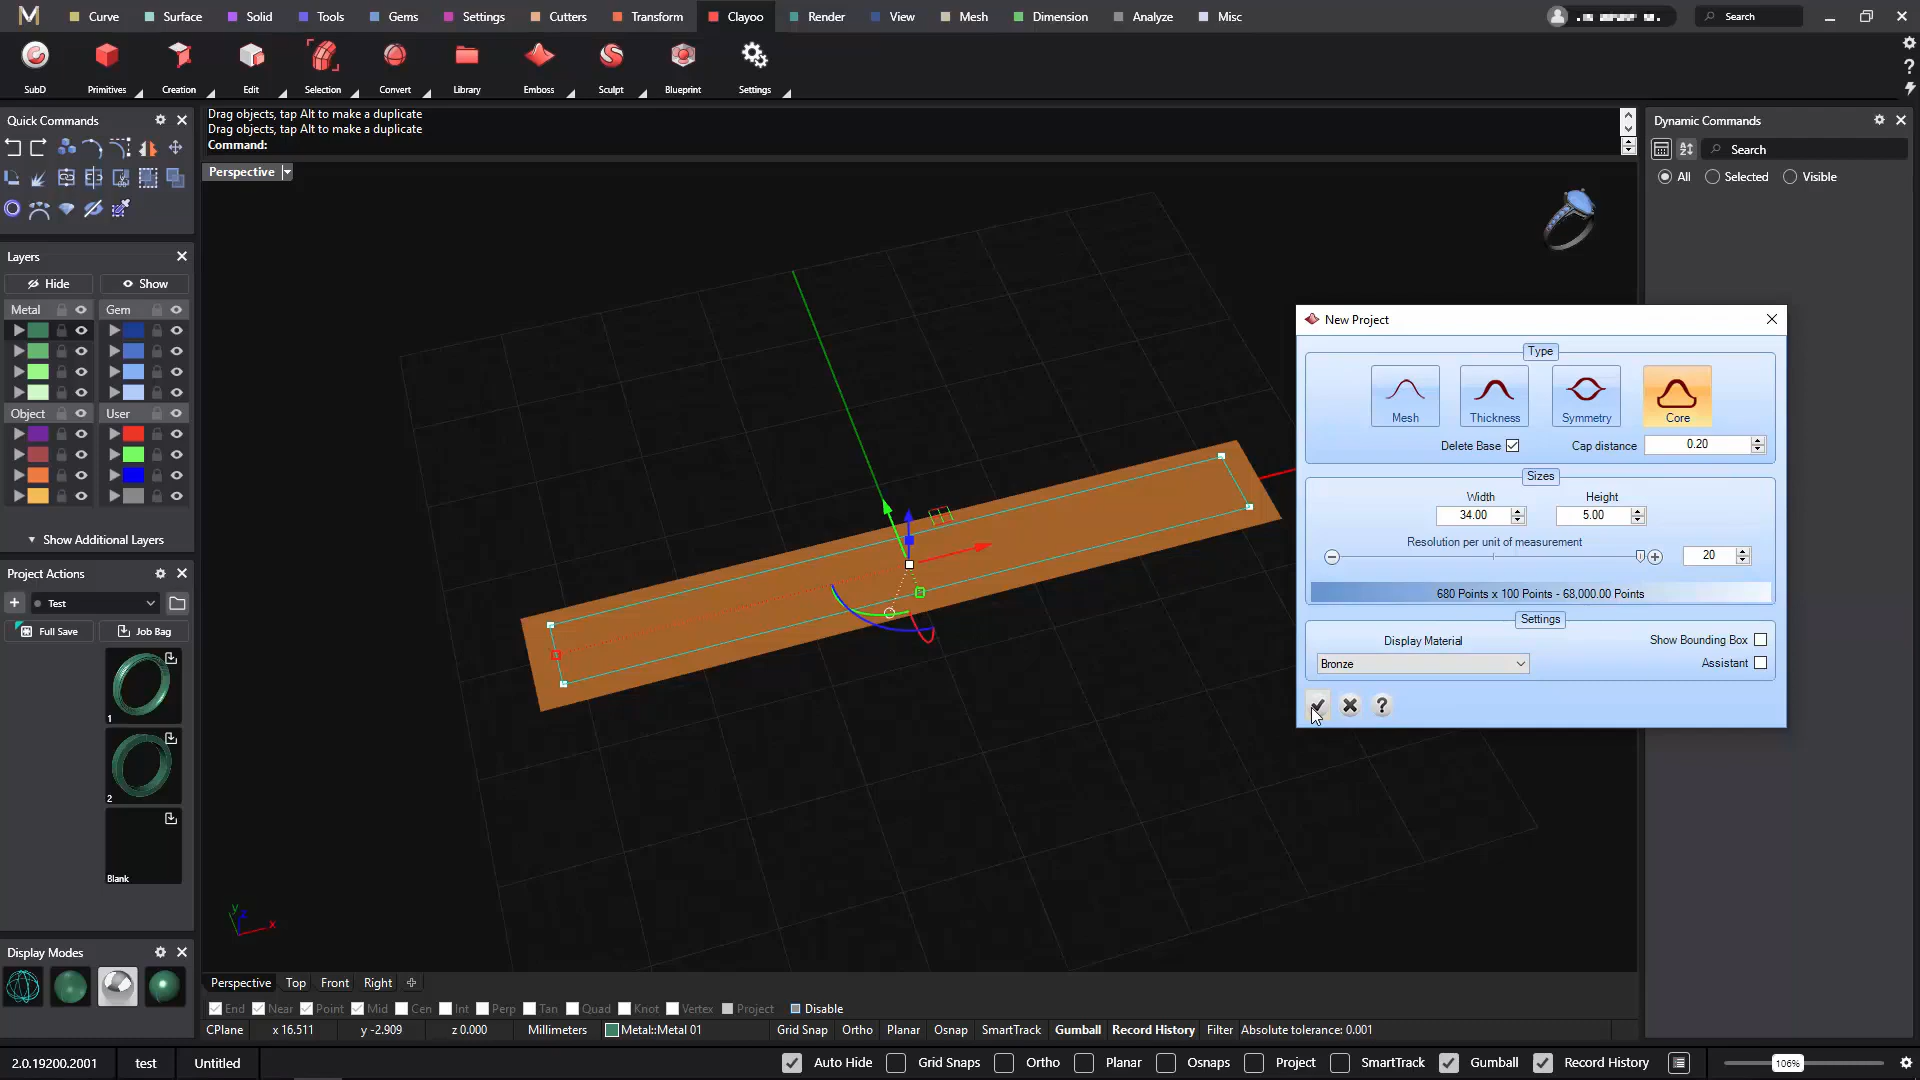 Curve Surface Solid Tools Gems Settings Cutters Transform Clayoo Render View Mesh Dimension Analyze Misc Search
SubD Primitives Creation Edit Selection Convert Library Emboss Sculpt Blueprint Settings
Quick Commands
Drag objects, tap Alt to make a duplicate
Drag objects, tap Alt to make a duplicate
Command:
Perspective
Dynamic Commands
Search
All Selected Visible
Layers
Hide Show
Metal Gem
Object User
Show Additional Layers
Project Actions
Test
Full Save Job Bag
1
2
Blank
Display Modes
New Project
Type
Mesh Thickness Symmetry Core
Delete Base Cap distance 0.20
Sizes
Width Height
34.00 5.00
Resolution per unit of measurement
20
680 Points x 100 Points - 68,000.00 Points
Settings
Display Material Show Bounding Box
Bronze Assistant
y z x
Perspective Top Front Right
End Near Point Mid Cen Int Perp Tan Quad Knot Vertex Project Disable
CPlane x 16.511 y -2.909 z 0.000 Millimeters Metal::Metal 01 Grid Snap Ortho Planar Osnap SmartTrack Gumball Record History Filter Absolute tolerance: 0.001
2.0.19200.2001 test Untitled Auto Hide Grid Snaps Ortho Planar Osnaps Project SmartTrack Gumball Record History 106%